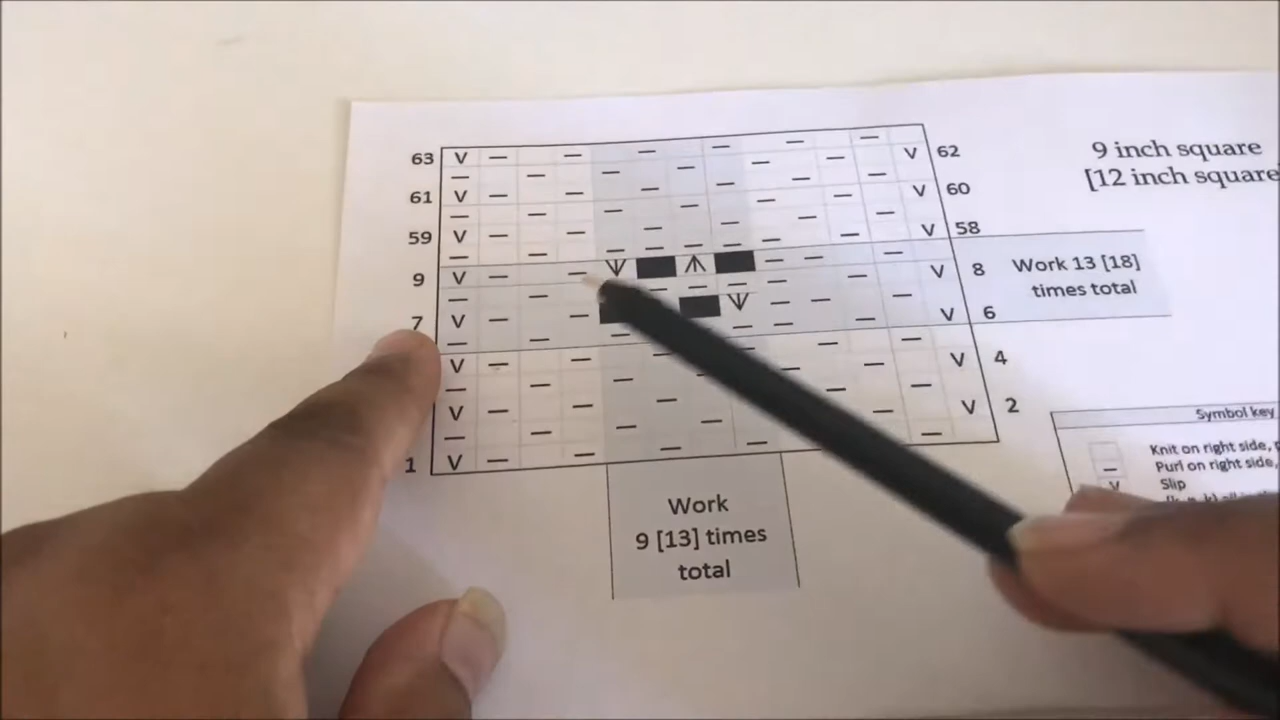 63 62
61 60
59 58
9 8
7 6
4
2
1
9 inch square
[12 inch square
Work 13 [18]
times total
Work
9 [13] times
total
Symbol key
Knit on right side,
Purl on right side,
Slip